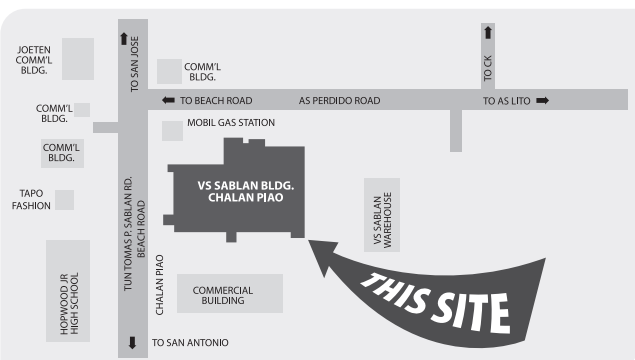 JOETEN
COMM'L
BLDG.
TO SAN JOSE
COMM'L
BLDG.
TO CK
TO BEACH ROAD
AS PERDIDO ROAD
TO AS LITO
COMM'L
BLDG.
MOBIL GAS STATION
COMM'L
BLDG.
VS SABLAN BLDG.
CHALAN PIAO
TAPO
FASHION
TUN TOMAS P. SABLAN RD.
BEACH ROAD
VS SABLAN
WAREHOUSE
CHALAN PIAO
HOPWOOD JR
HIGH SCHOOL
COMMERCIAL
BUILDING
THIS SITE
TO SAN ANTONIO